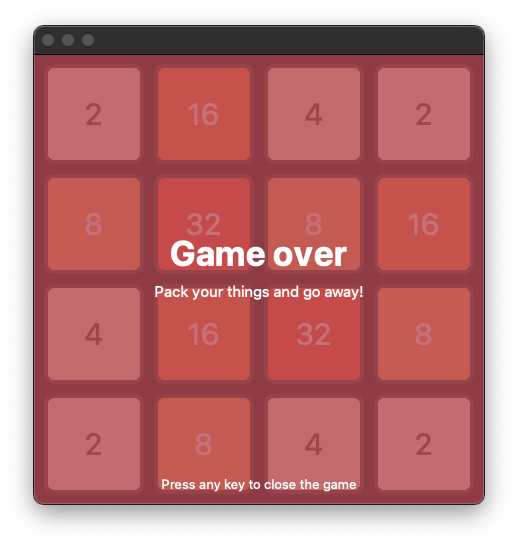 2 16 4 2
8 32 8 16
Game over
Pack your things and go away!
4 16 32 8
2 8 4 2
Press any key to close the game